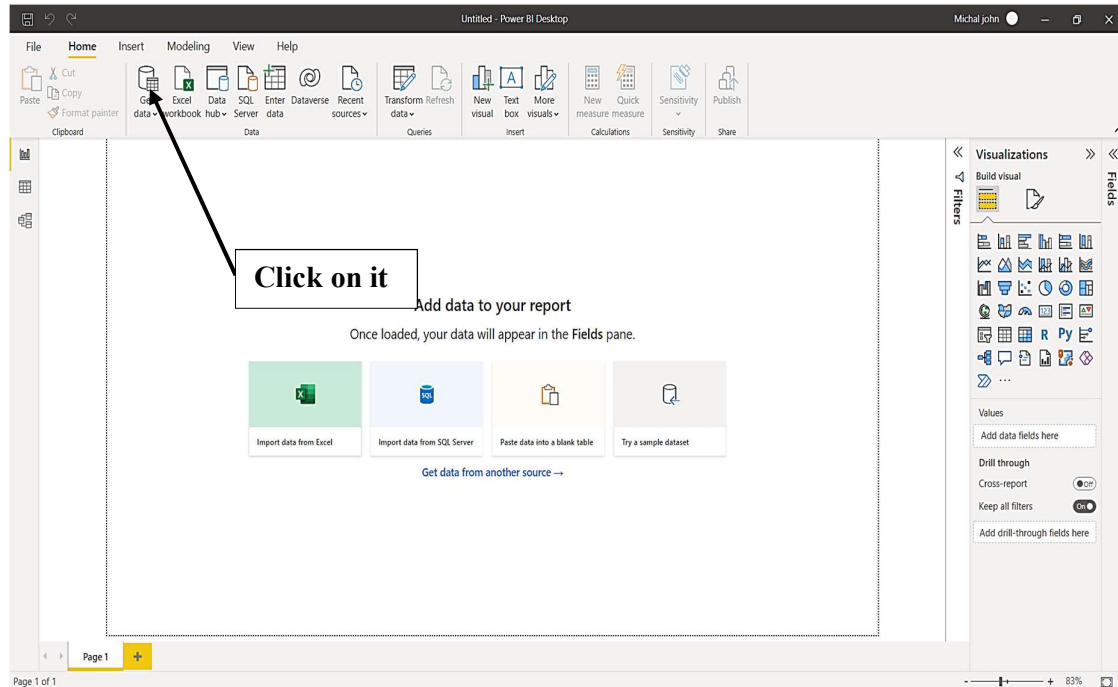 Untitled - Power BI Desktop
Michal john
File Home Insert Modeling View Help
Cut
Copy
Format painter
Paste
Clipboard
Get data
Excel workbook
Data hub
SQL Server
Enter data
Dataverse
Recent sources
Data
Transform data
Refresh
Queries
New visual
Text box
More visuals
Insert
New measure
Quick measure
Calculations
Sensitivity
Sensitivity
Publish
Share
Click on it
Add data to your report
Once loaded, your data will appear in the Fields pane.
Import data from Excel
SQL
Import data from SQL Server
Paste data into a blank table
Try a sample dataset
Get data from another source →
Filters
Visualizations
Build visual
123
R Py
Values
Add data fields here
Drill through
Cross-report
Off
Keep all filters
On
Add drill-through fields here
Fields
Page 1
Page 1 of 1
83%